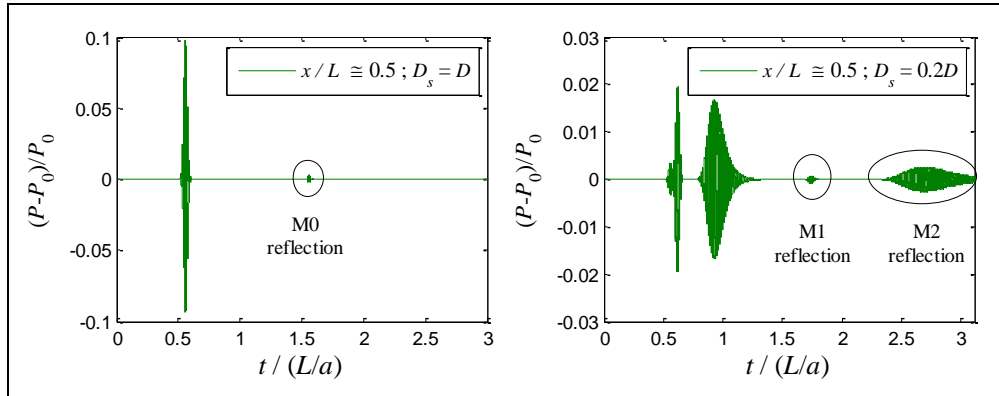 0.1
x / L ≅ 0.5 ; D_s = D
0.05
(P-P_0)/P_0
0
M0
reflection
-0.05
-0.1
0 0.5 1 1.5 2 2.5 3
t / (L/a)
0.03
x / L ≅ 0.5 ; D_s = 0.2D
0.02
0.01
(P-P_0)/P_0
0
M1 M2
reflection reflection
-0.01
-0.02
-0.03
0 0.5 1 1.5 2 2.5 3
t / (L/a)